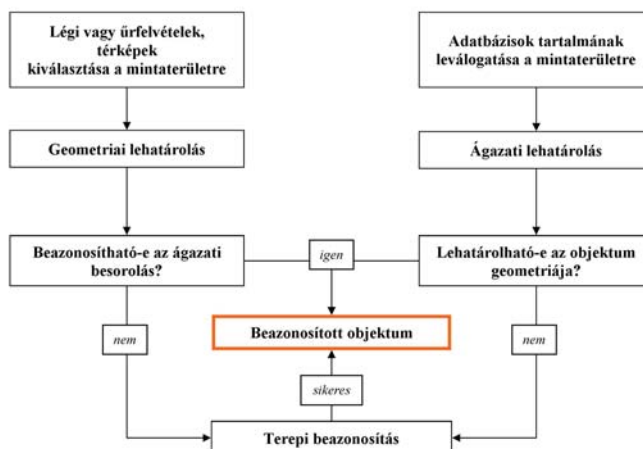 Légi vagy űrfelvételek,
térképek
kiválasztása a mintaterületre
Adatbázisok tartalmának
leválogatása a mintaterületre
Geometriai lehatárolás
Ágazati lehatárolás
Beazonosítható-e az ágazati
besorolás?
igen
Lehatárolható-e az objektum
geometriája?
nem
Beazonosított objektum
nem
sikeres
Terepi beazonosítás